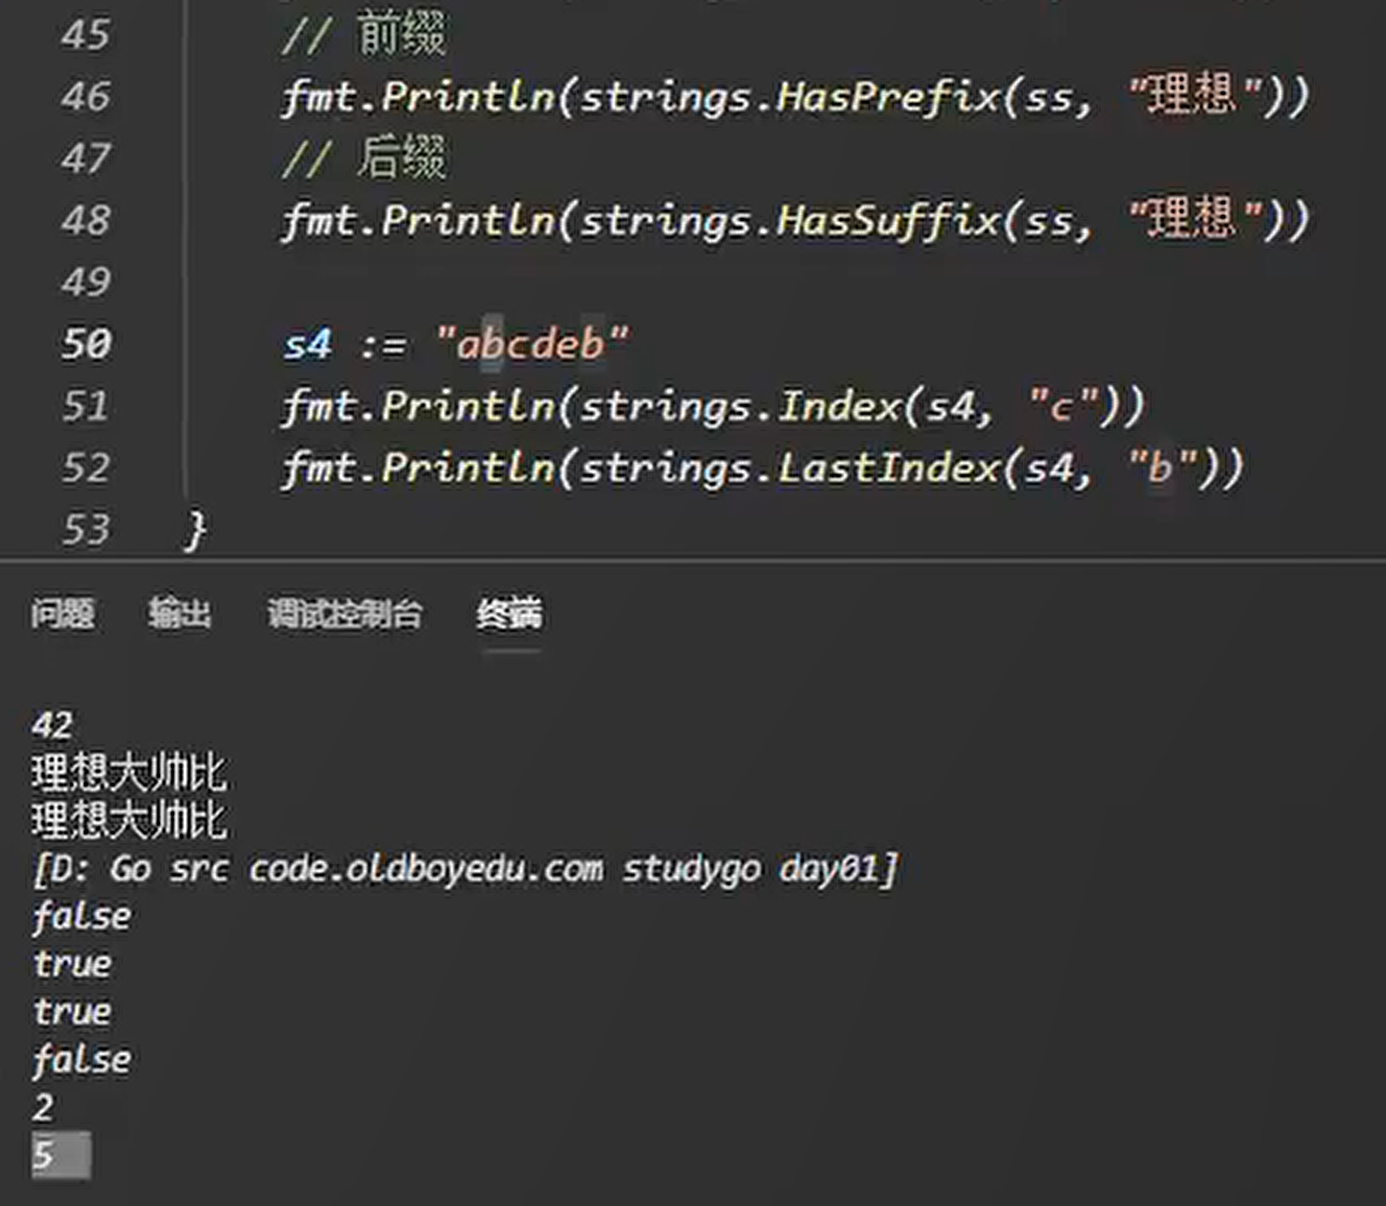 45 // 前缀
46 fmt.Println(strings.HasPrefix(ss, "理想"))
47 // 后缀
48 fmt.Println(strings.HasSuffix(ss, "理想"))
49
50 s4 := "abcdeb"
51 fmt.Println(strings.Index(s4, "c"))
52 fmt.Println(strings.LastIndex(s4, "b"))
53 }
问题 输出 调试控制台 终端
42
理想大帅比
理想大帅比
[D: Go src code.oldboyedu.com studygo day01]
false
true
true
false
2
5